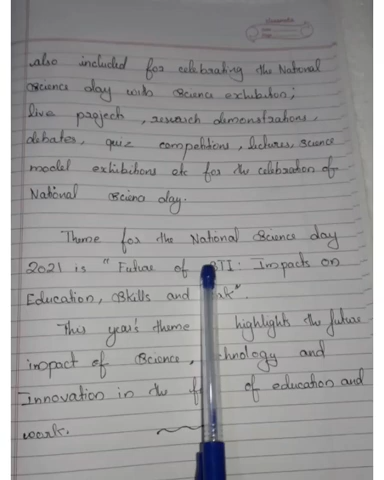 also included for celebrating the National
Science day with science exhibition;
live project, research demonstrations,
debates, quiz competitions, lectures, science
model exhibitions etc for the celebration of
National Science day.
Theme for the National Science day
2021 is "Future of STI: Impacts on
Education, Skills and
This year's theme highlights the future
impact of Science, and
Innovation in the of education and
work.